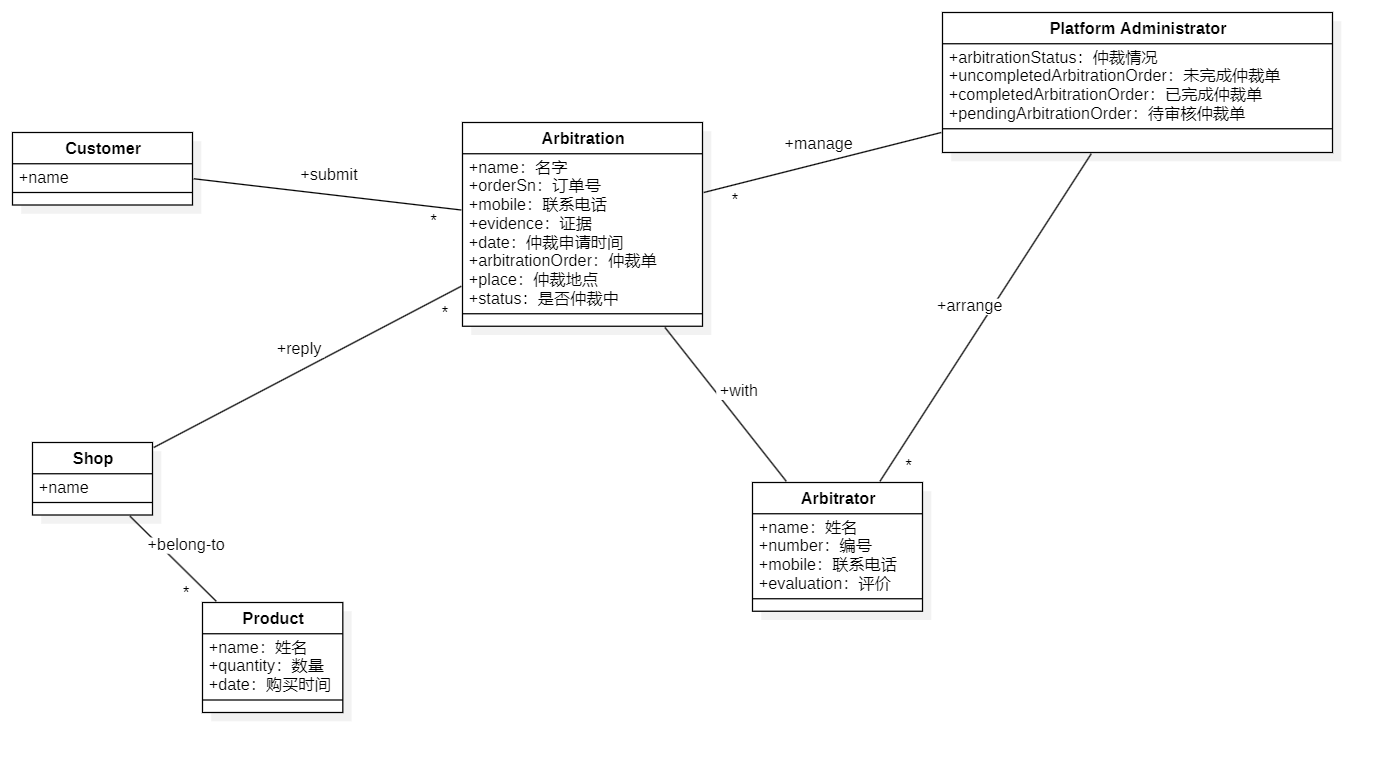 Platform Administrator
+arbitrationStatus：仲裁情况
+uncompletedArbitrationOrder：未完成仲裁单
+completedArbitrationOrder：已完成仲裁单
+pendingArbitrationOrder：待审核仲裁单
Customer
+name
+submit
*
Arbitration
+name：名字
+orderSn：订单号
+mobile：联系电话
+evidence：证据
+date：仲裁申请时间
+arbitrationOrder：仲裁单
+place：仲裁地点
+status：是否仲裁中
+manage
*
*
+reply
+arrange
+with
*
Shop
+name
+belong-to
*
Arbitrator
+name：姓名
+number：编号
+mobile：联系电话
+evaluation：评价
Product
+name：姓名
+quantity：数量
+date：购买时间